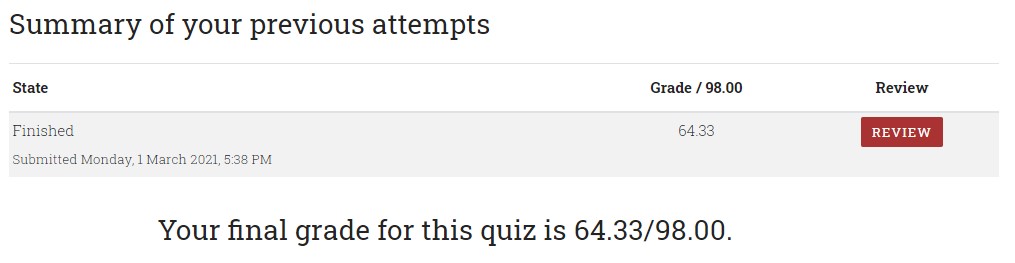 Summary of your previous attempts
State Grade / 98.00 Review
Finished 64.33 REVIEW
Submitted Monday, 1 March 2021, 5:38 PM
Your final grade for this quiz is 64.33/98.00.